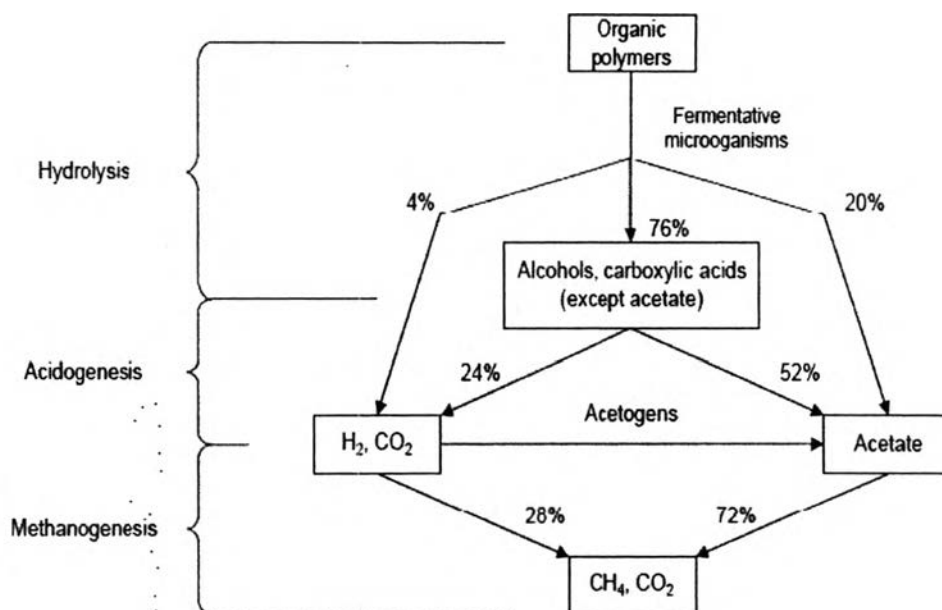 Organic
polymers
Fermentative
microoganisms
Hydrolysis
4%
20%
76%
Alcohols, carboxylic acids
(except acetate)
Acidogenesis
24%
52%
Acetogens
H₂, CO₂
Acetate
Methanogenesis
28%
72%
CH₄, CO₂